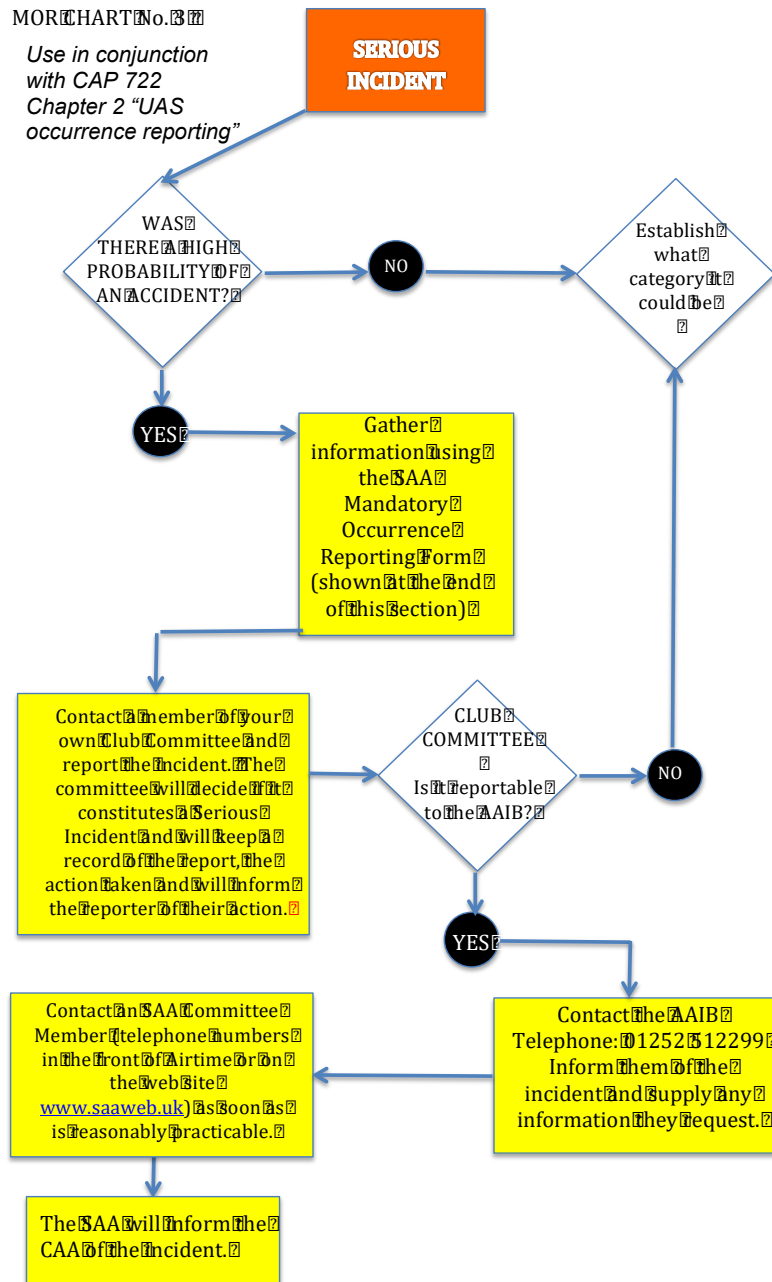 MOR CHART No. 3
Use in conjunction
with CAP 722
Chapter 2 “UAS
occurrence reporting”
SERIOUS
INCIDENT
WAS
THERE A HIGH
PROBABILITY OF
AN ACCIDENT?
NO
Establish
what
category it
could be
YES
Gather
information using
the SAA
Mandatory
Occurrence
Reporting Form
(shown at the end
of this section)
Contact a member of your
own Club Committee and
report the incident. The
committee will decide if it
constitutes a Serious
Incident and will keep a
record of the report, the
action taken and will inform
the reporter of their action.
CLUB
COMMITTEE
Is it reportable
to the AAIB?
NO
YES
Contact the AAIB
Telephone: 01252 512299
Inform them of the
incident and supply any
information they request.
Contact an SAA Committee
Member (telephone numbers
in the front of Airtime or on
the web site
www.saaweb.uk) as soon as
is reasonably practicable.
The SAA will inform the
CAA of the incident.